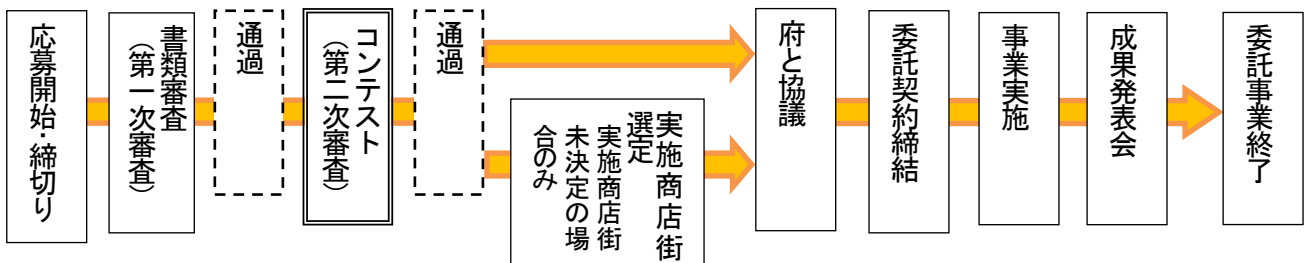 応募開始・締切り
書類審査
（第一次審査）
通過
コンテスト
（第二次審査）
通過
実施商店街
選定
実施商店街
未決定の場
合のみ
府と協議
委託契約締結
事業実施
成果発表会
委託事業終了